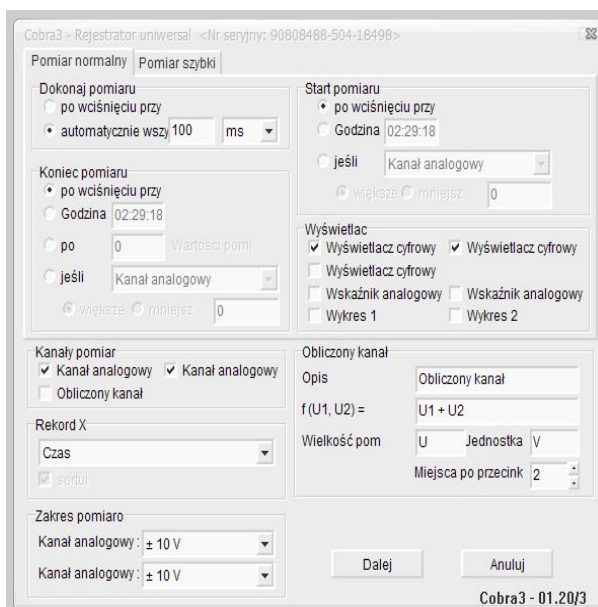 Cobra3 - Rejestrator uniwersal <Nr seryjny: 90808488-504-18498>
Pomiar normalny Pomiar szybki
Dokonaj pomiaru
po wciśnięciu przy
automatycznie wszy 100 ms
Start pomiaru
po wciśnięciu przy
Godzina 02:29:18
jeśli Kanał analogowy
większe mniejsz 0
Koniec pomiaru
po wciśnięciu przy
Godzina 02:29:18
po 0 Wartości pomi
jeśli Kanał analogowy
większe mniejsz 0
Wyświetlac
Wyświetlacz cyfrowy Wyświetlacz cyfrowy
Wyświetlacz cyfrowy
Wskaźnik analogowy Wskaźnik analogowy
Wykres 1 Wykres 2
Kanały pomiar
Kanał analogowy Kanał analogowy
Obliczony kanał
Rekord X
Czas
sortuj
Zakres pomiaro
Kanał analogowy : ± 10 V
Kanał analogowy : ± 10 V
Obliczony kanał
Opis Obliczony kanał
f (U1, U2) = U1 + U2
Wielkość pom U Jednostka V
Miejsca po przecink 2
Dalej Anuluj
Cobra3 - 01.20/3